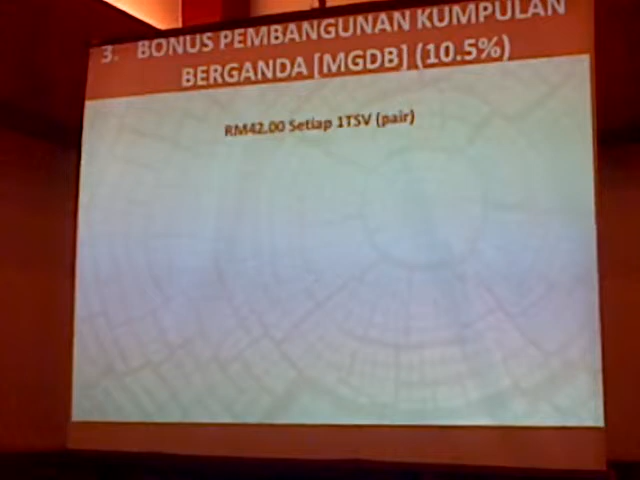 3. BONUS PEMBANGUNAN KUMPULAN
BERGANDA [MGDB] (10.5%)
RM42.00 Setiap 1TSV (pair)